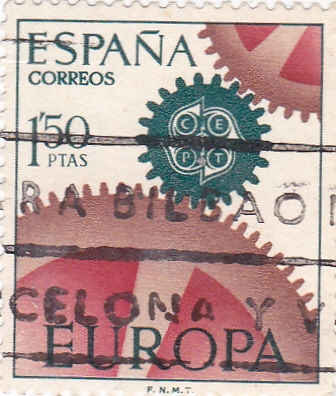 ESPAÑA
CORREOS
1'50
PTAS
C E
P T
RA BILBAO
CELONA Y V
EUROPA
F.N.M.T.